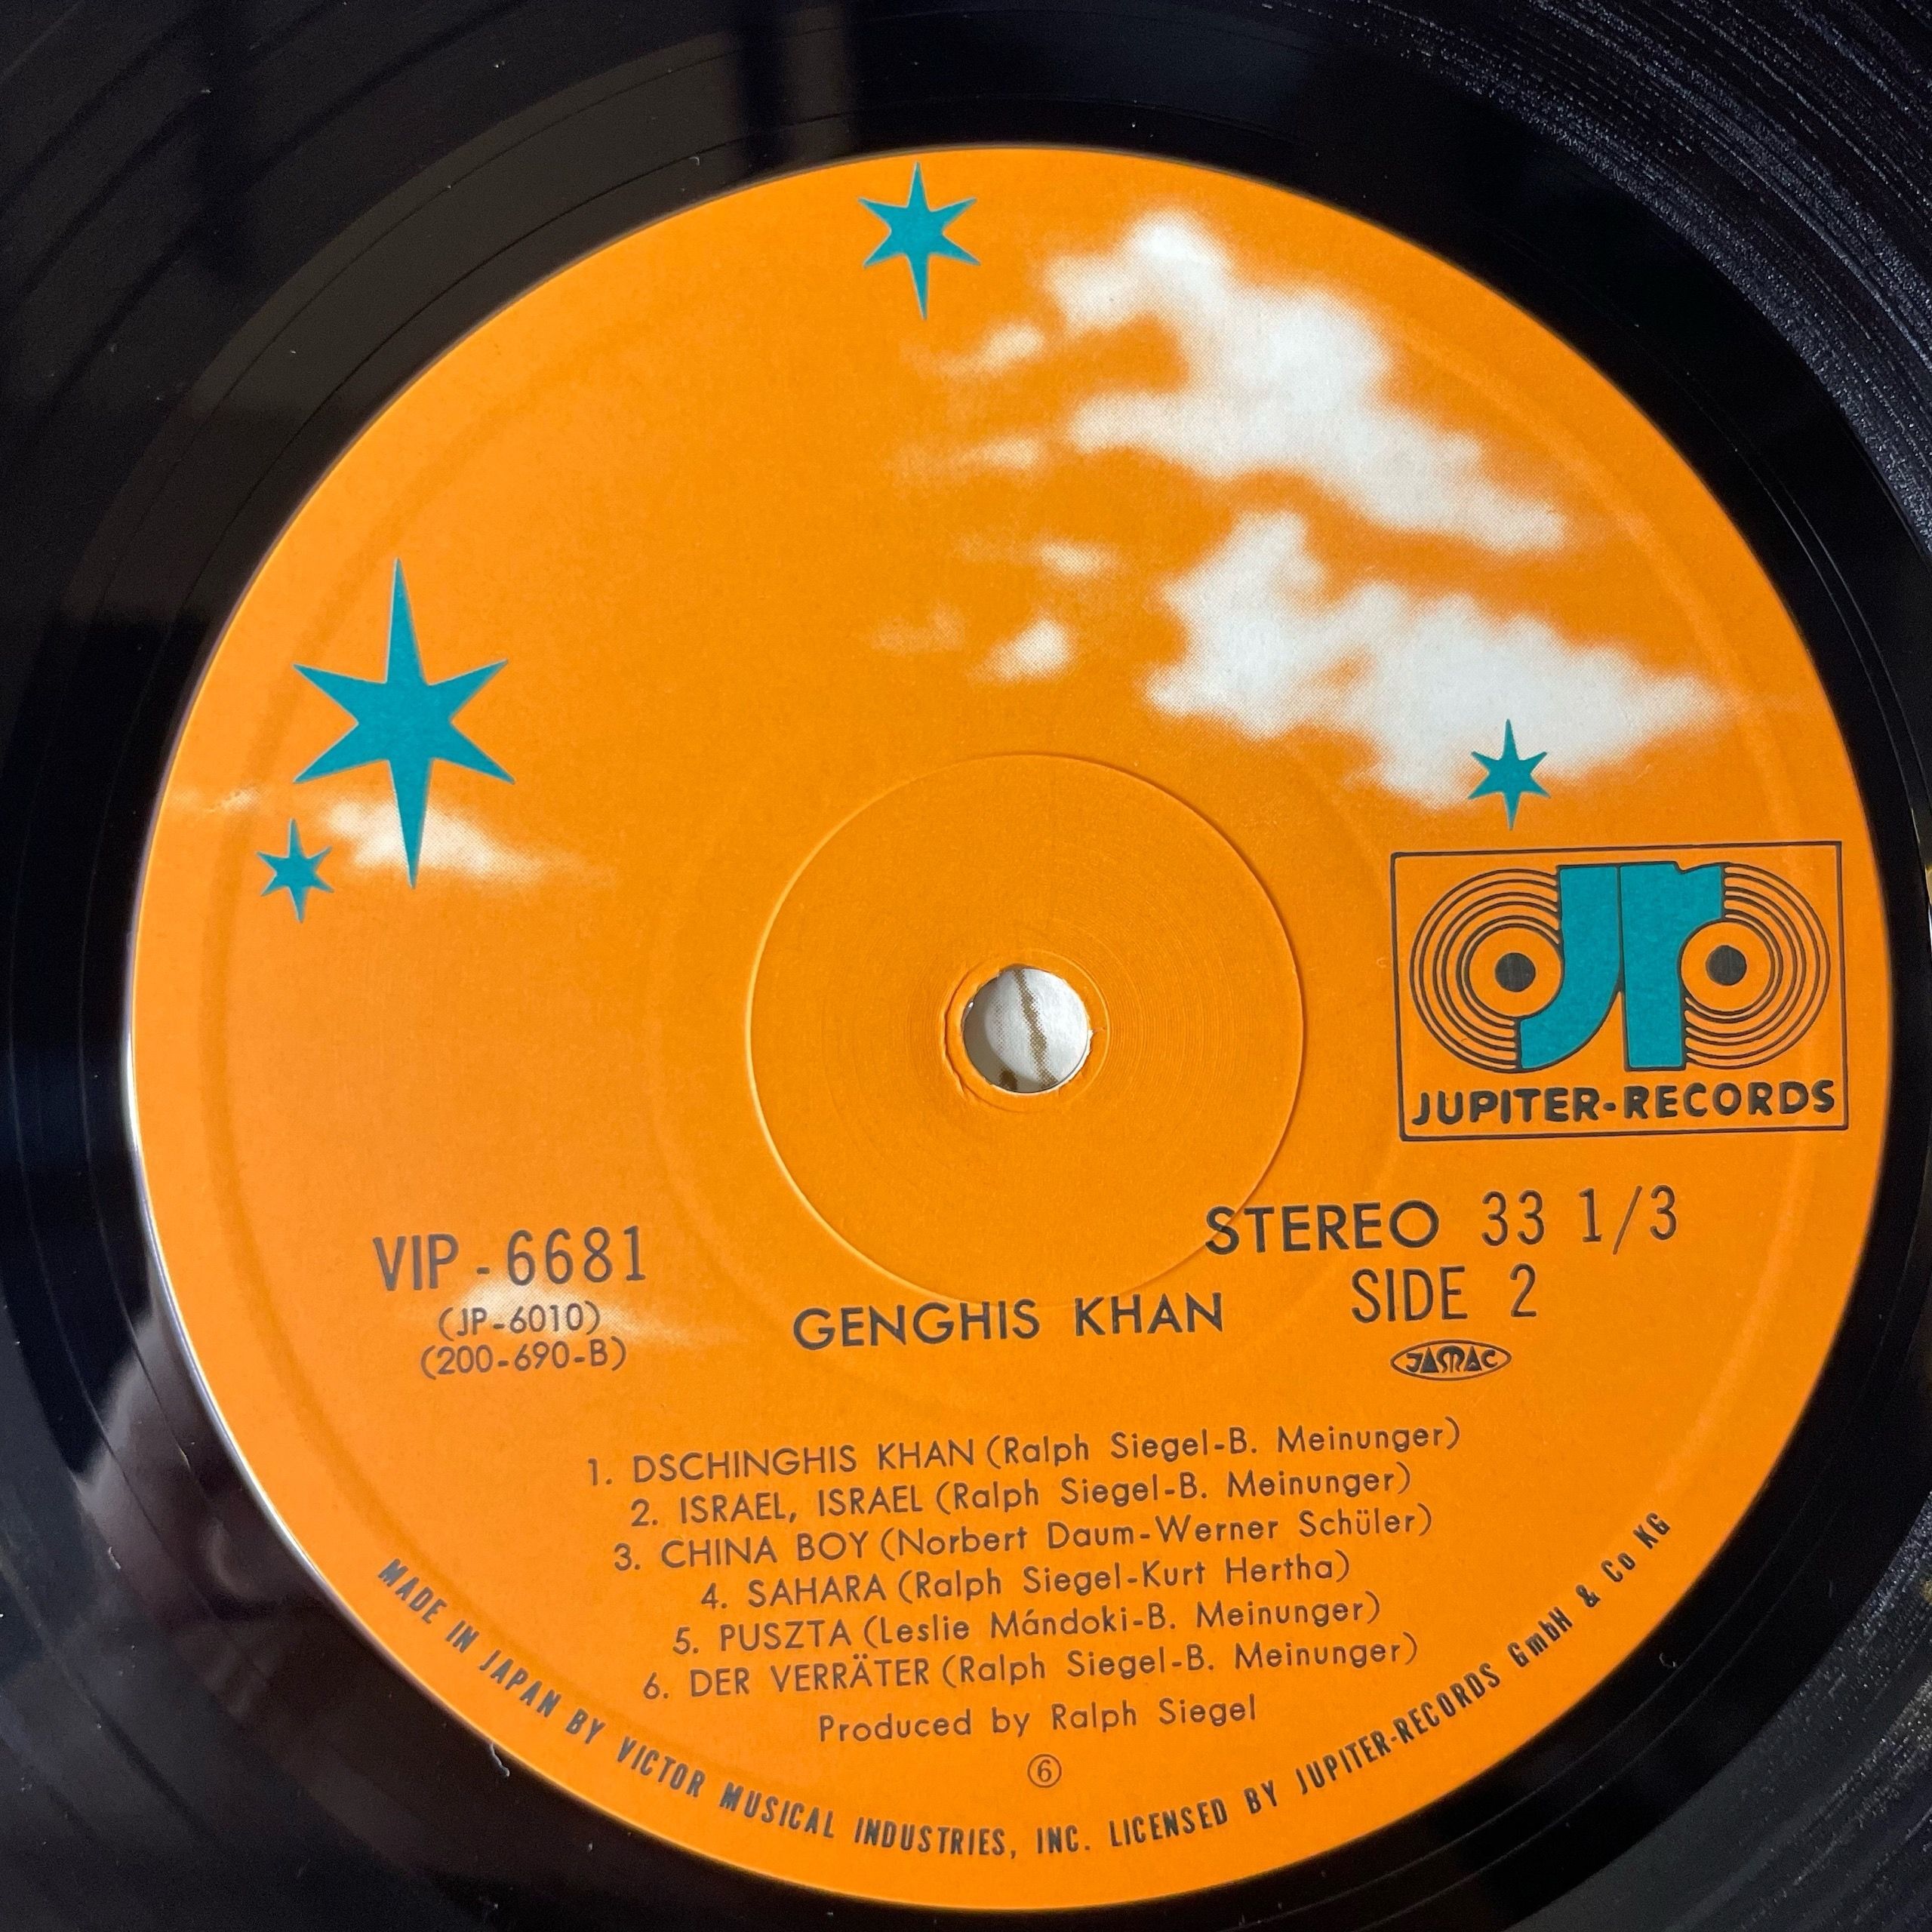 jr
JUPITER-RECORDS
VIP-6681
(JP-6010)
(200-690-B)
STEREO 33 1/3
SIDE 2
JASRAC
GENGHIS KHAN
1. DSCHINGHIS KHAN (Ralph Siegel-B. Meinunger)
2. ISRAEL, ISRAEL (Ralph Siegel-B. Meinunger)
3. CHINA BOY (Norbert Daum-Werner Schüler)
4. SAHARA (Ralph Siegel-Kurt Hertha)
5. PUSZTA (Leslie Mándoki-B. Meinunger)
6. DER VERRÄTER (Ralph Siegel-B. Meinunger)
Produced by Ralph Siegel
⑥
MADE IN JAPAN BY VICTOR MUSICAL INDUSTRIES, INC. LICENSED BY JUPITER-RECORDS GmbH & Co KG